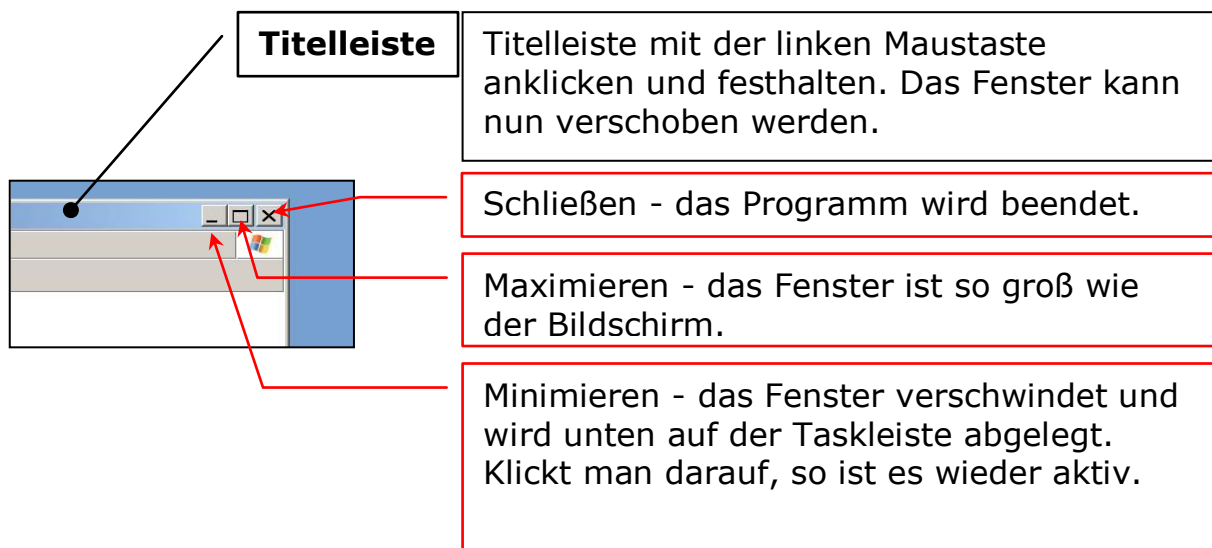 Titelleiste
Titelleiste mit der linken Maustaste
anklicken und festhalten. Das Fenster kann
nun verschoben werden.
Schließen - das Programm wird beendet.
Maximieren - das Fenster ist so groß wie
der Bildschirm.
Minimieren - das Fenster verschwindet und
wird unten auf der Taskleiste abgelegt.
Klickt man darauf, so ist es wieder aktiv.